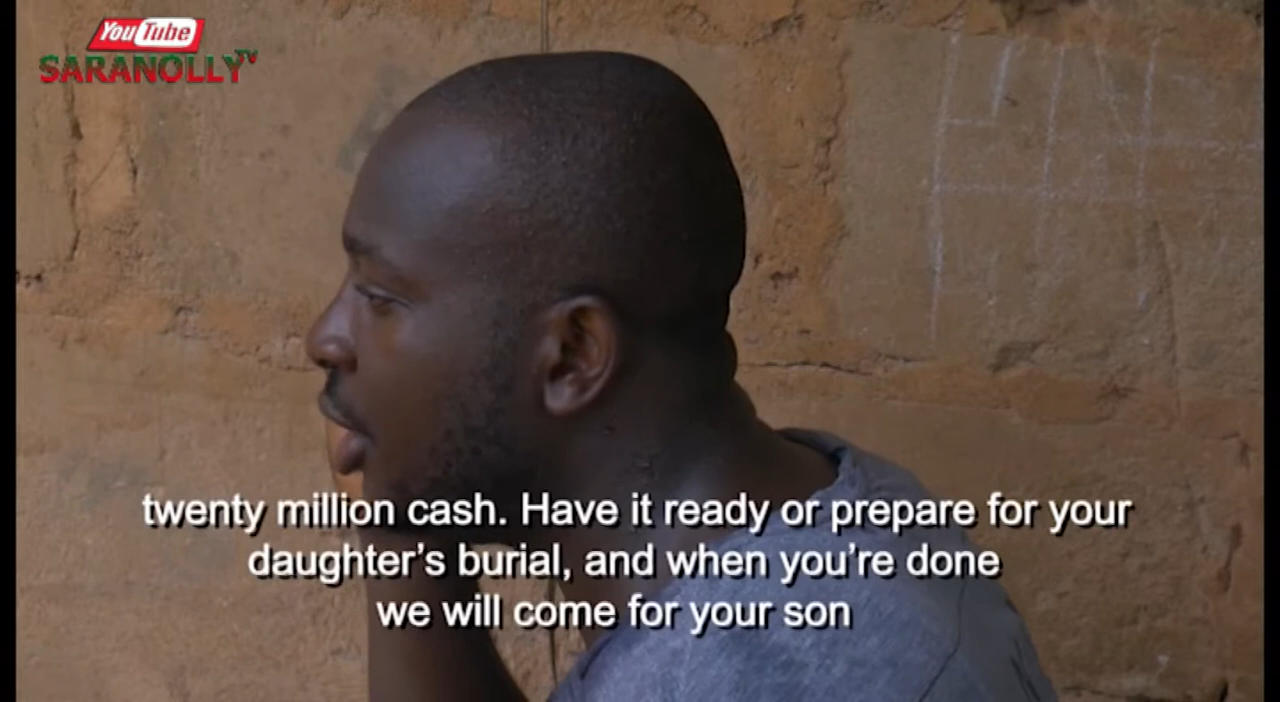 YouTube
SARANOLLY TV
twenty million cash. Have it ready or prepare for your
daughter’s burial, and when you’re done
we will come for your son